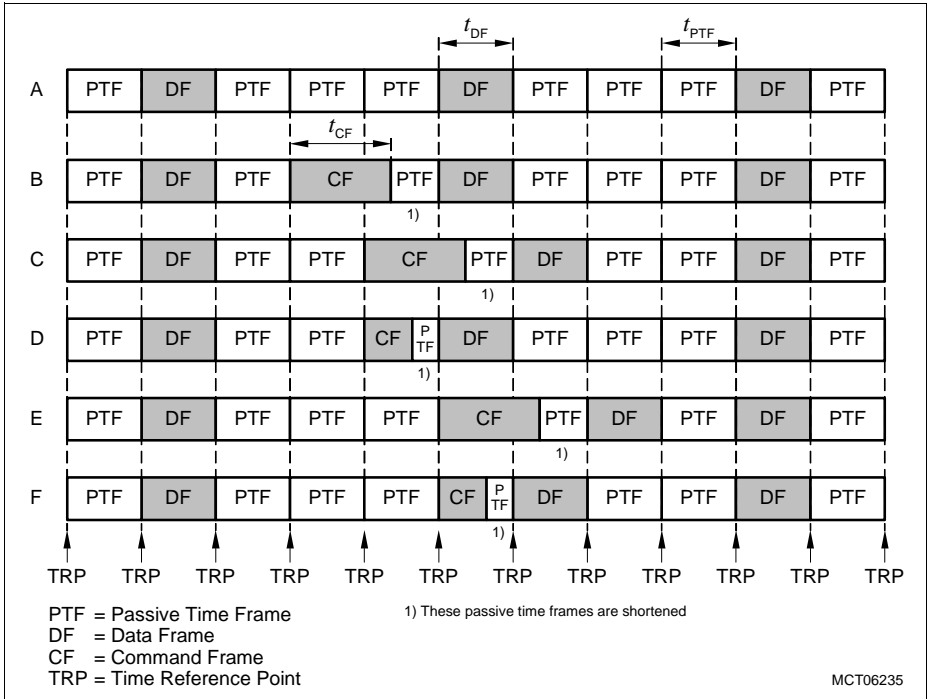 t DF t PTF
A PTF DF PTF PTF PTF DF PTF PTF PTF DF PTF
t CF
B PTF DF PTF CF PTF DF PTF PTF PTF DF PTF
1)
C PTF DF PTF PTF CF PTF DF PTF PTF DF PTF
1)
D PTF DF PTF PTF CF P TF DF PTF PTF PTF DF PTF
1)
E PTF DF PTF PTF PTF CF PTF DF PTF DF PTF
1)
F PTF DF PTF PTF PTF CF P TF DF PTF PTF DF PTF
1)
TRP TRP TRP TRP TRP TRP TRP TRP TRP TRP TRP TRP
PTF = Passive Time Frame 1) These passive time frames are shortened
DF = Data Frame
CF = Command Frame
TRP = Time Reference Point MCT06235